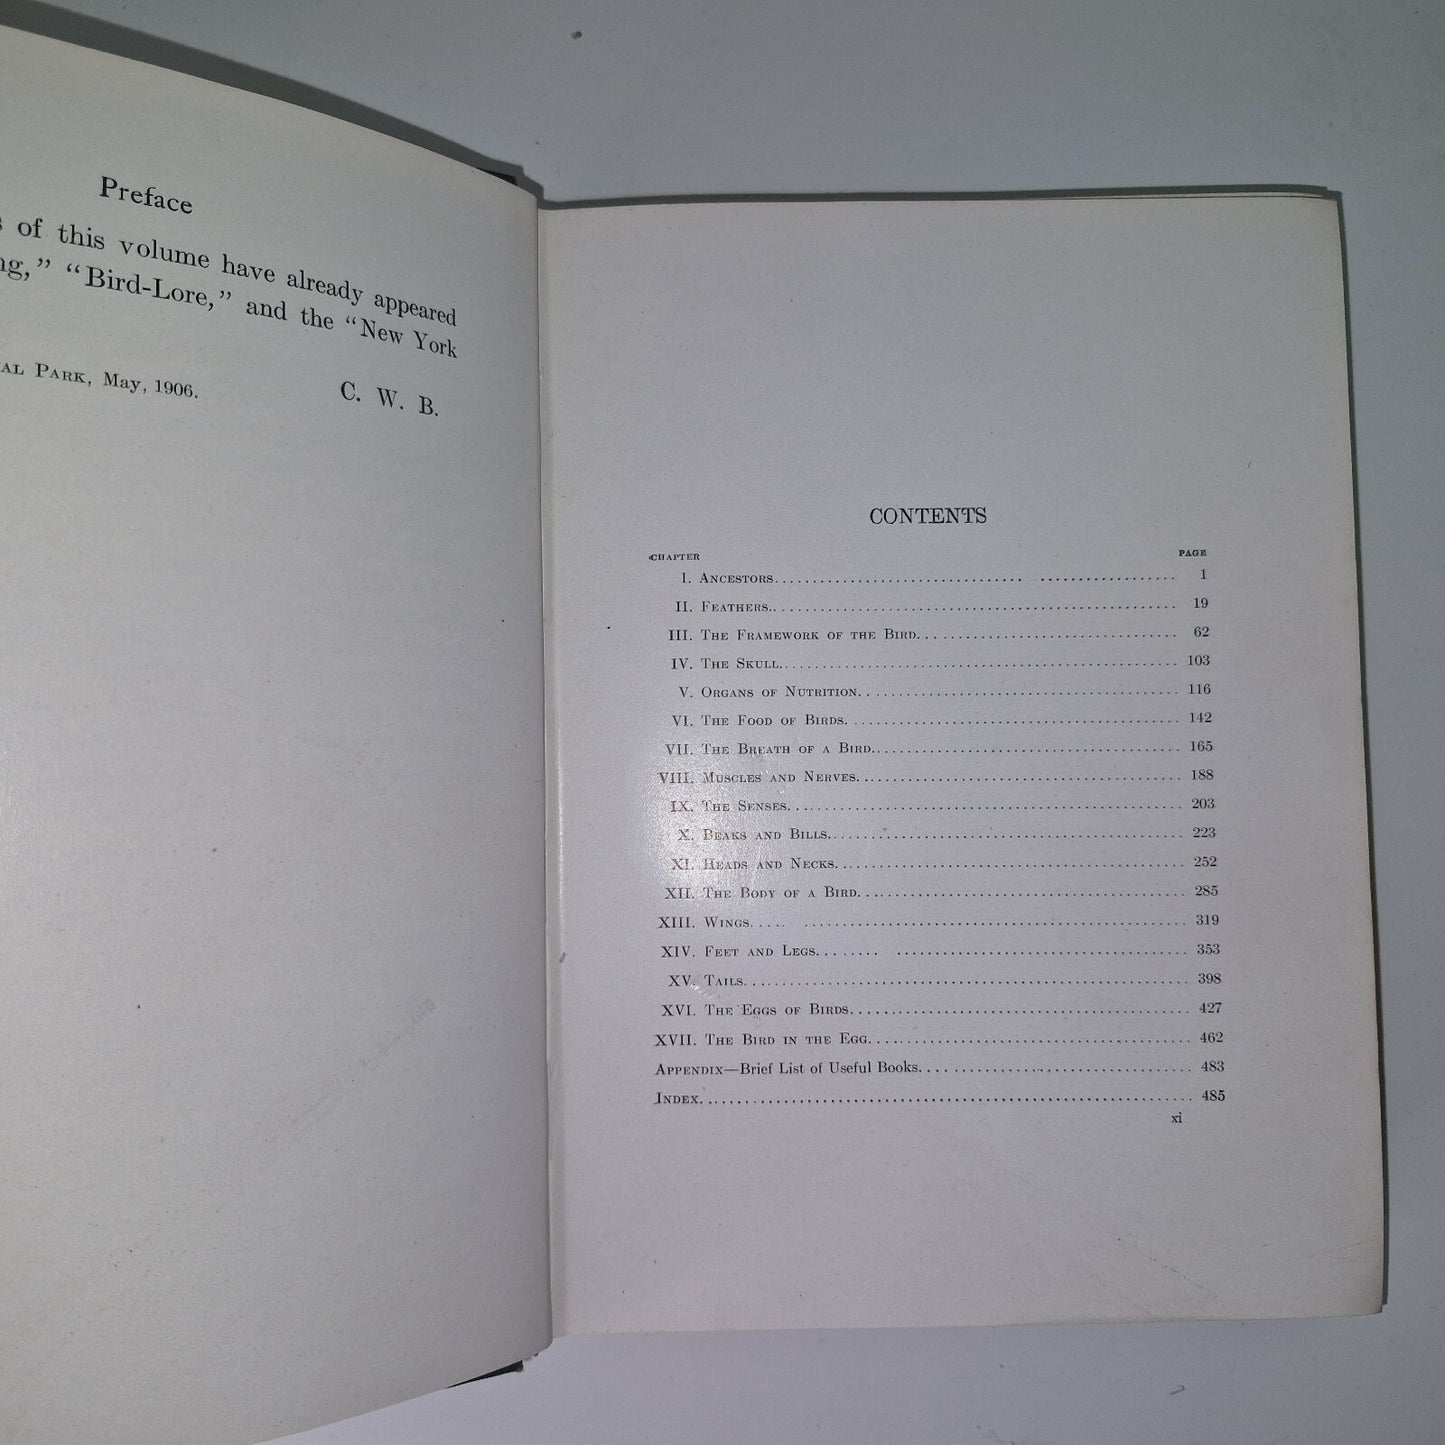 Preface
of this volume have already appeared
" "Bird-Lore," and the "New York
Park, May, 1906. C. W. B.
CONTENTS
CHAPTER PAGE
I. Ancestors 1
II. Feathers 19
III. The Framework of the Bird 62
IV. The Skull 103
V. Organs of Nutrition 116
VI. The Food of Birds 142
VII. The Breath of a Bird 165
VIII. Muscles and Nerves 188
IX. The Senses 203
X. Beaks and Bills 223
XI. Heads and Necks 252
XII. The Body of a Bird 285
XIII. Wings 319
XIV. Feet and Legs 353
XV. Tails 398
XVI. The Eggs of Birds 427
XVII. The Bird in the Egg 462
Appendix—Brief List of Useful Books 483
Index 485
xi